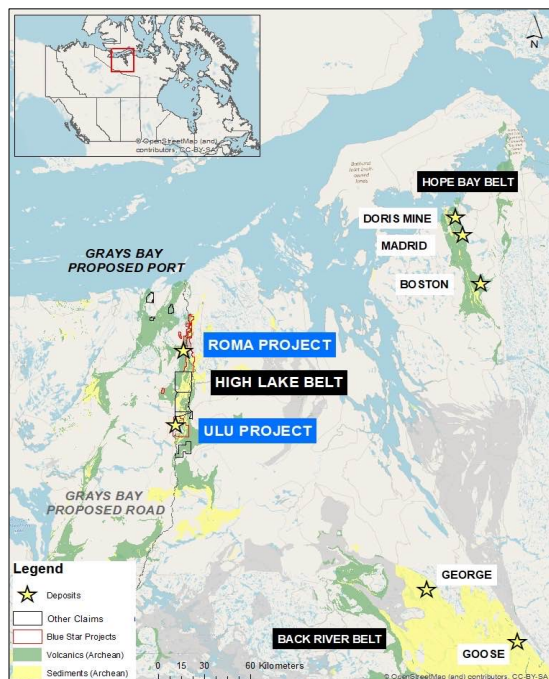 © OpenStreetMap (and)
contributors, CC-BY-SA
N
HOPE BAY BELT
DORIS MINE
MADRID
BOSTON
GRAYS BAY
PROPOSED PORT
ROMA PROJECT
HIGH LAKE BELT
ULU PROJECT
GRAYS BAY
PROPOSED ROAD
GEORGE
BACK RIVER BELT
GOOSE
Legend
Deposits
Other Claims
Blue Star Projects
Volcanics (Archean)
Sediments (Archean)
0 15 30 60 Kilometers
© OpenStreetMap (and) contributors, CC-BY-SA